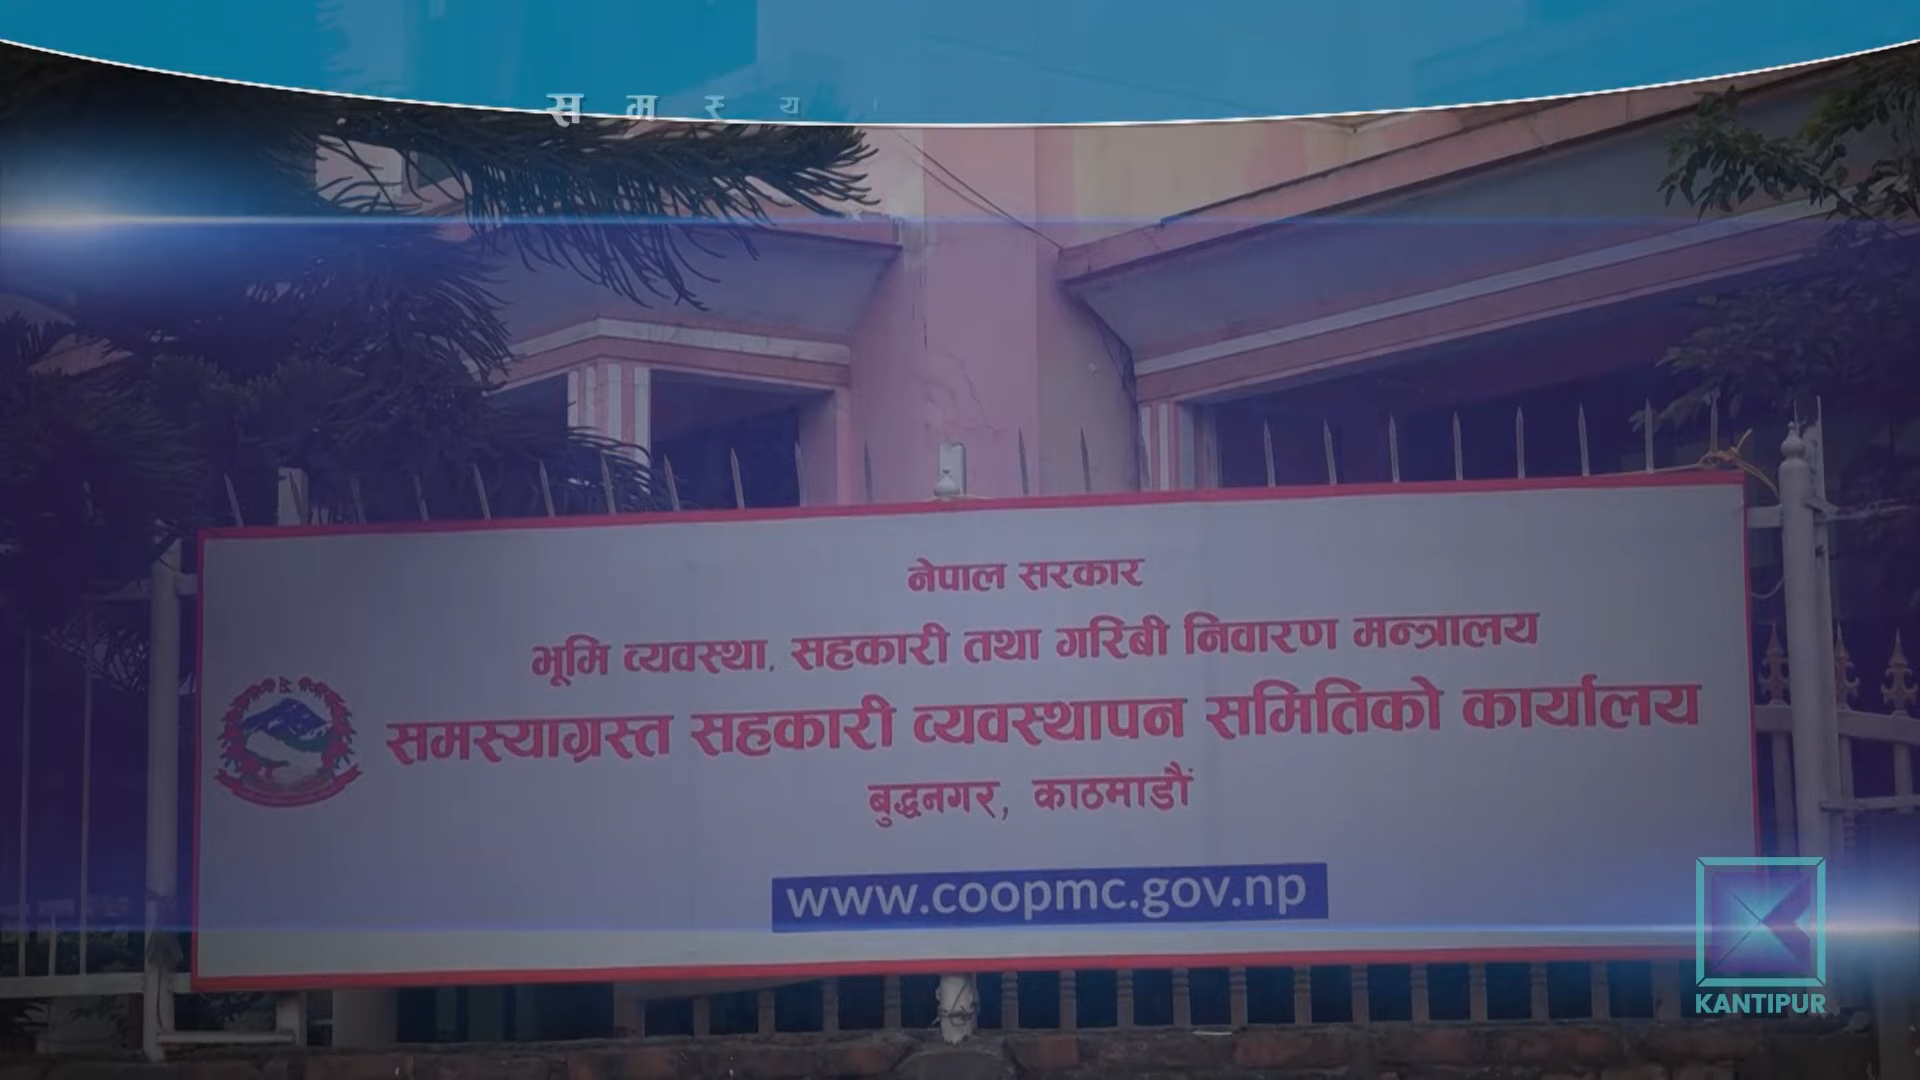 स म स् य
नेपाल सरकार
भूमि व्यवस्था, सहकारी तथा गरिबी निवारण मन्त्रालय
समस्याग्रस्त सहकारी व्यवस्थापन समितिको कार्यालय
बुद्धनगर, काठमाडौं
www.coopmc.gov.np
KANTIPUR